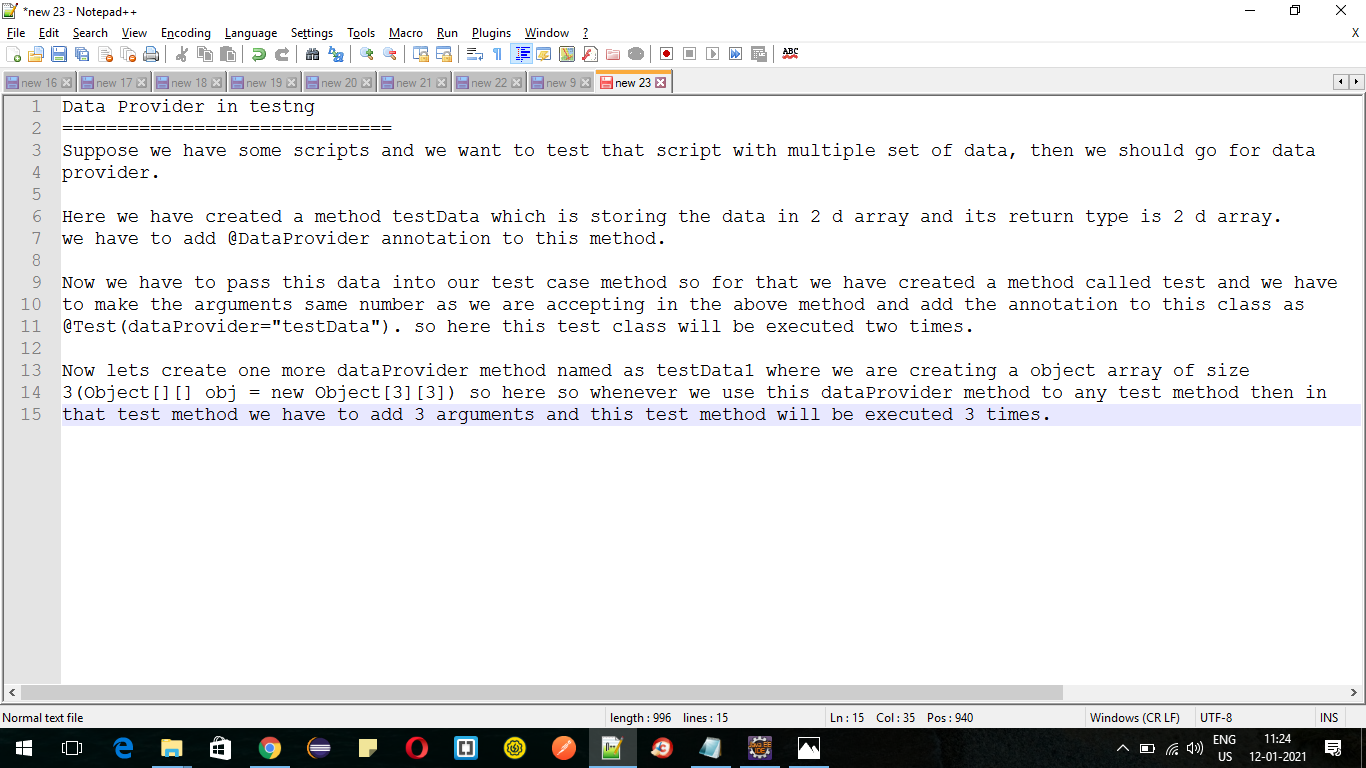 *new 23 - Notepad++
File Edit Search View Encoding Language Settings Tools Macro Run Plugins Window ? X
ABC
new 16 new 17 new 18 new 19 new 20 new 21 new 22 new 9 new 23
1 Data Provider in testng
2 ==============================
3 Suppose we have some scripts and we want to test that script with multiple set of data, then we should go for data
4 provider.
5
6 Here we have created a method testData which is storing the data in 2 d array and its return type is 2 d array.
7 we have to add @DataProvider annotation to this method.
8
9 Now we have to pass this data into our test case method so for that we have created a method called test and we have
10 to make the arguments same number as we are accepting in the above method and add the annotation to this class as
11 @Test(dataProvider="testData"). so here this test class will be executed two times.
12
13 Now lets create one more dataProvider method named as testData1 where we are creating a object array of size
14 3(Object[][] obj = new Object[3][3]) so here so whenever we use this dataProvider method to any test method then in
15 that test method we have to add 3 arguments and this test method will be executed 3 times.
Normal text file length : 996 lines : 15 Ln : 15 Col : 35 Pos : 940 Windows (CR LF) UTF-8 INS
ENG 11:24
US 12-01-2021